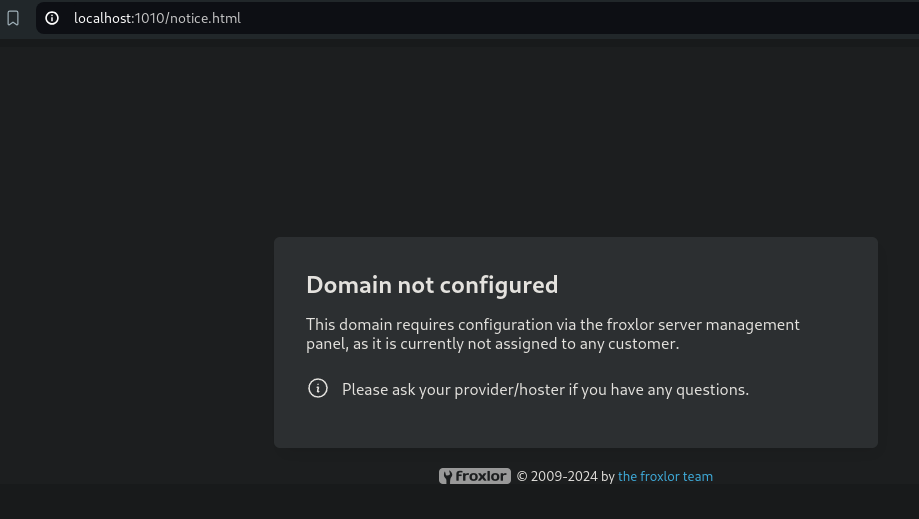 localhost:1010/notice.html
Domain not configured
This domain requires configuration via the froxlor server management
panel, as it is currently not assigned to any customer.
Please ask your provider/hoster if you have any questions.
Froxlor © 2009-2024 by the froxlor team